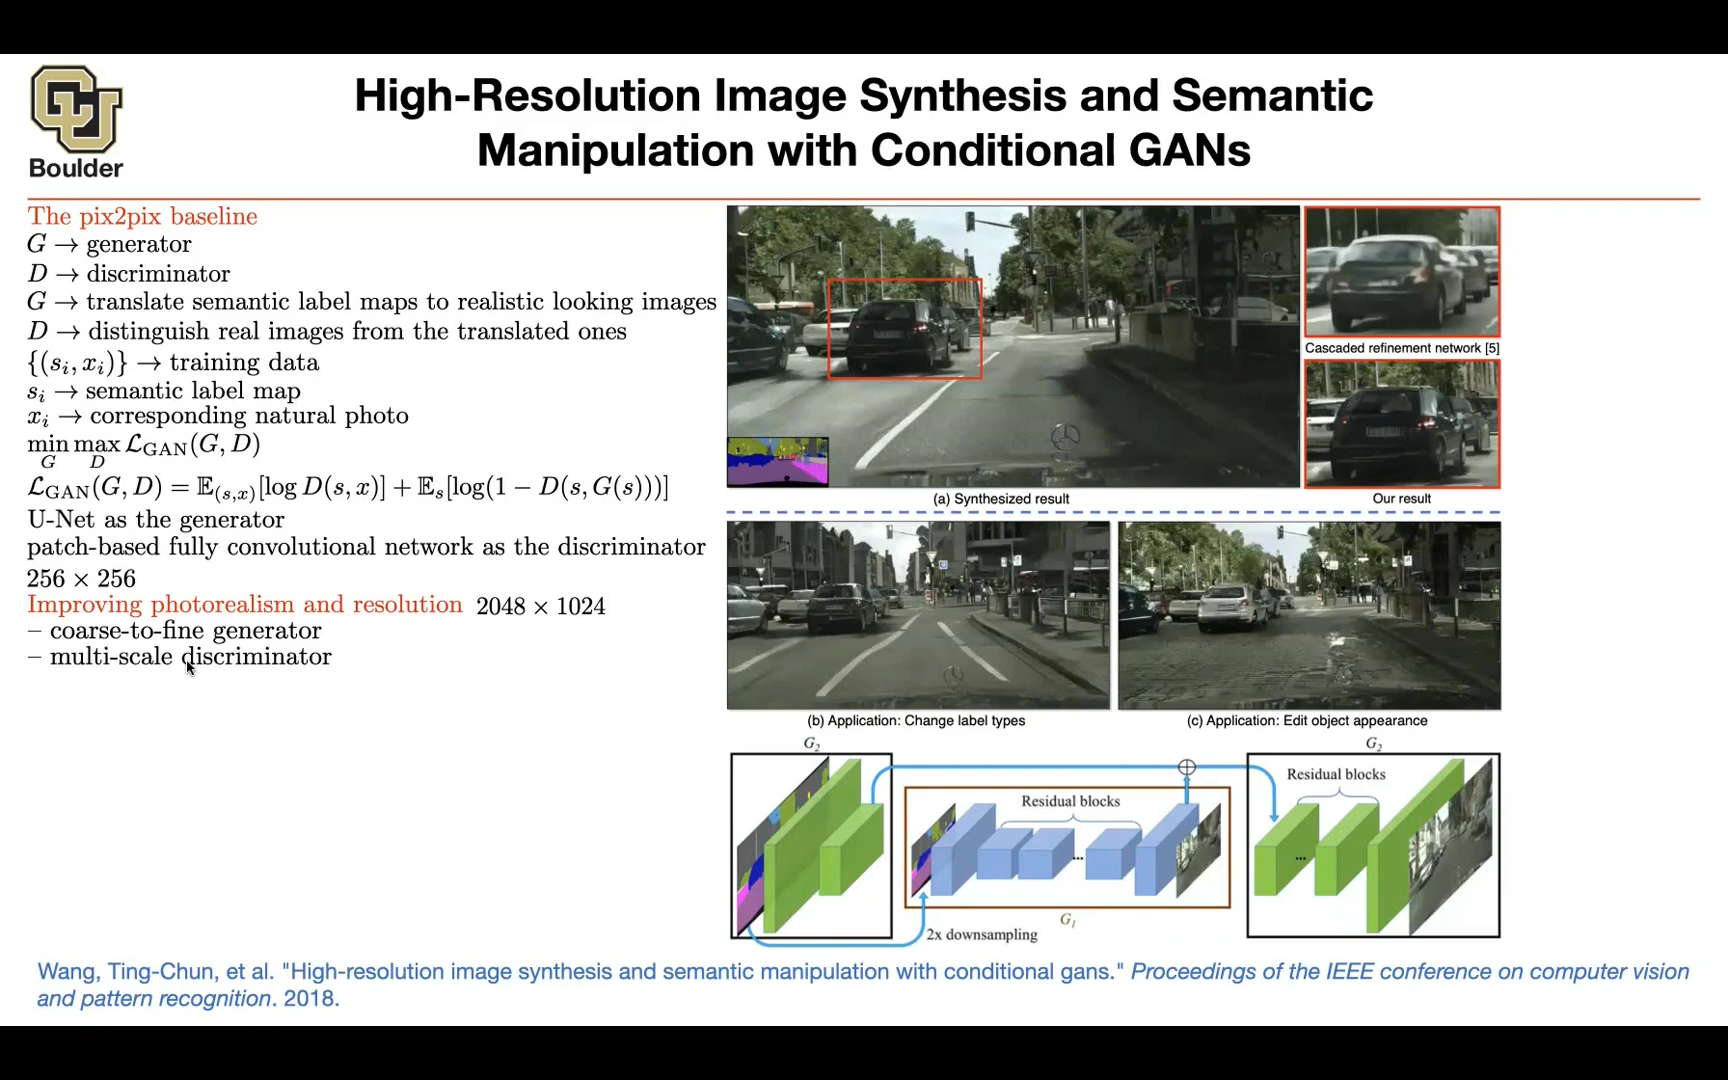 High-Resolution Image Synthesis and Semantic
Manipulation with Conditional GANs
CU
Boulder
The pix2pix baseline
G → generator
D → discriminator
G → translate semantic label maps to realistic looking images
D → distinguish real images from the translated ones
{(s_i, x_i)} → training data
s_i → semantic label map
x_i → corresponding natural photo
min_G max_D ℒ_GAN(G, D)
ℒ_GAN(G, D) = 𝔼_(s,x)[log D(s, x)] + 𝔼_s[log(1 − D(s, G(s)))]
U-Net as the generator
patch-based fully convolutional network as the discriminator
256 × 256
Improving photorealism and resolution 2048 × 1024
– coarse-to-fine generator
– multi-scale discriminator
Cascaded refinement network [5]
(a) Synthesized result
Our result
(b) Application: Change label types
(c) Application: Edit object appearance
G_2
G_2
Residual blocks
Residual blocks
...
...
G_1
2x downsampling
Wang, Ting-Chun, et al. "High-resolution image synthesis and semantic manipulation with conditional gans." Proceedings of the IEEE conference on computer vision
and pattern recognition. 2018.